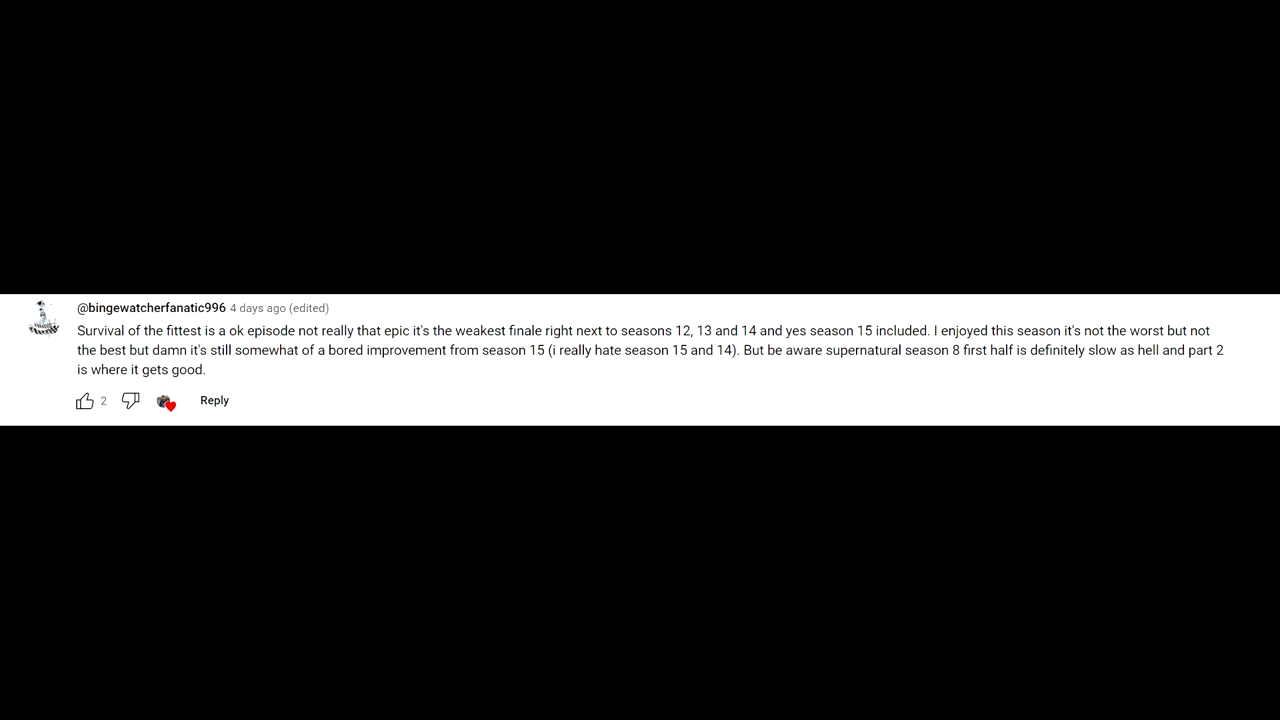 @bingewatcherfanatic996 4 days ago (edited)
Survival of the fittest is a ok episode not really that epic it's the weakest finale right next to seasons 12, 13 and 14 and yes season 15 included. I enjoyed this season it's not the worst but not
the best but damn it's still somewhat of a bored improvement from season 15 (i really hate season 15 and 14). But be aware supernatural season 8 first half is definitely slow as hell and part 2
is where it gets good.
2 Reply